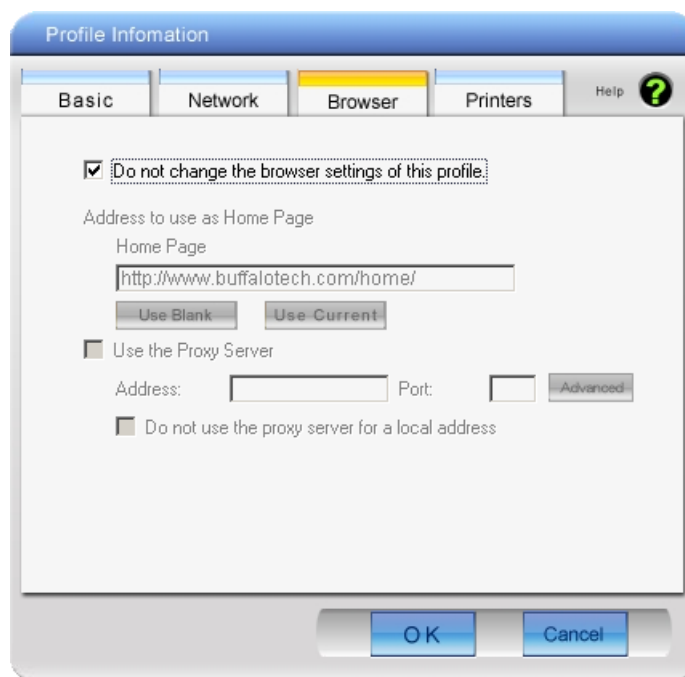 Profile Infomation
Basic Network Browser Printers Help ?
Do not change the browser settings of this profile.
Address to use as Home Page
Home Page
http://www.buffalotech.com/home/
Use Blank Use Current
Use the Proxy Server
Address: Port: Advanced
Do not use the proxy server for a local address
OK Cancel